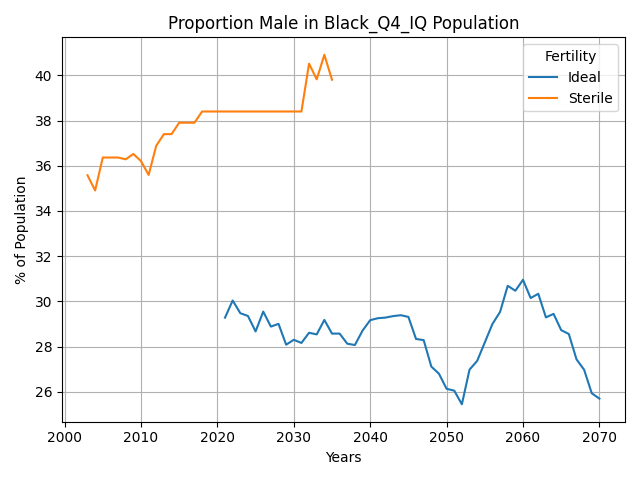 Proportion Male in Black_Q4_IQ Population
% of Population
40
38
36
34
32
30
28
26
Fertility
Ideal
Sterile
2000 2010 2020 2030 2040 2050 2060 2070
Years